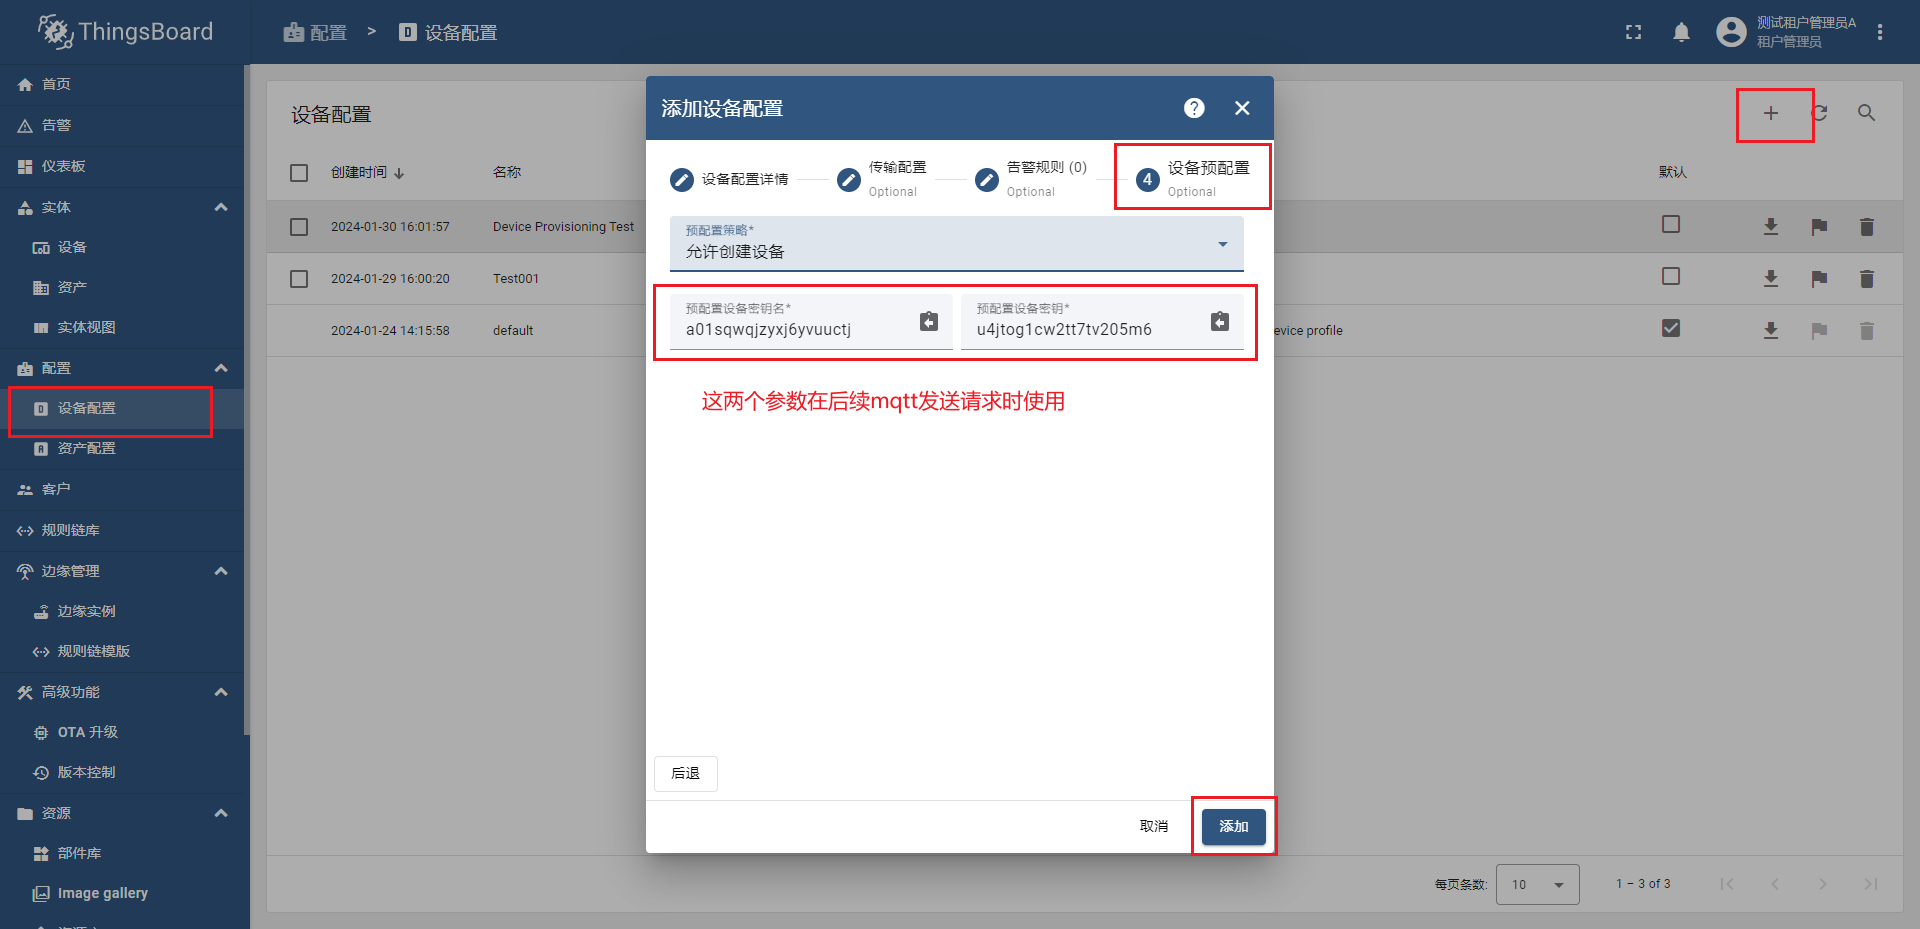 ThingsBoard
配置 > D 设备配置
测试租户管理员A
租户管理员
首页
告警
仪表板
实体
设备
资产
实体视图
配置
设备配置
资产配置
客户
规则链库
边缘管理
边缘实例
规则链模版
高级功能
OTA 升级
版本控制
资源
部件库
Image gallery
设备配置
创建时间 名称 默认
2024-01-30 16:01:57 Device Provisioning Test
2024-01-29 16:00:20 Test001
2024-01-24 14:15:58 default evice profile
添加设备配置
设备配置详情
传输配置
Optional
告警规则 (0)
Optional
4 设备预配置
Optional
预配置策略*
允许创建设备
预配置设备密钥名*
a01sqwqjzyxj6yvuuctj
预配置设备密钥*
u4jtog1cw2tt7tv205m6
这两个参数在后续mqtt发送请求时使用
后退
取消 添加
每页条数: 10 1 – 3 of 3